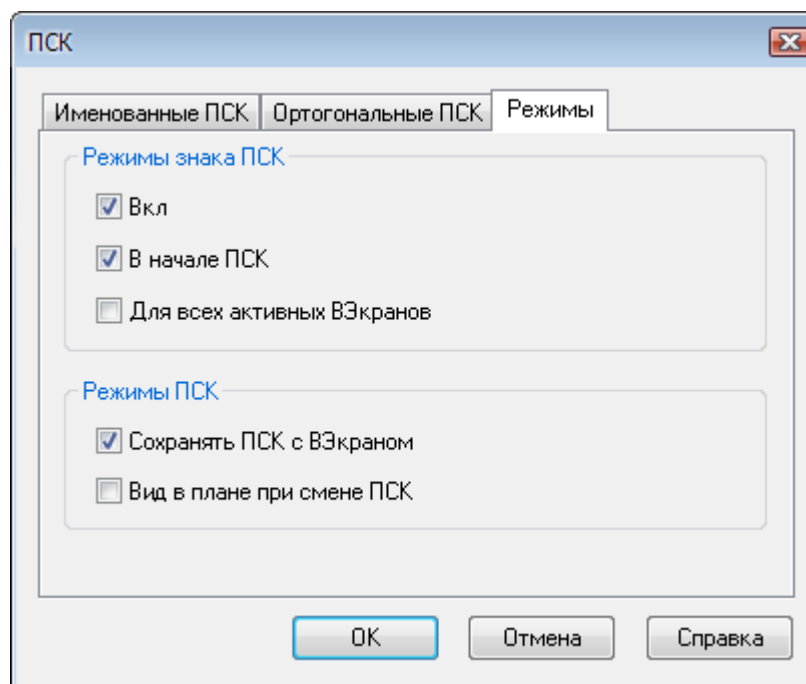 ПСК
Именованные ПСК Ортогональные ПСК Режимы
Режимы знака ПСК
Вкл
В начале ПСК
Для всех активных ВЭкранов
Режимы ПСК
Сохранять ПСК с ВЭкраном
Вид в плане при смене ПСК
ОК Отмена Справка